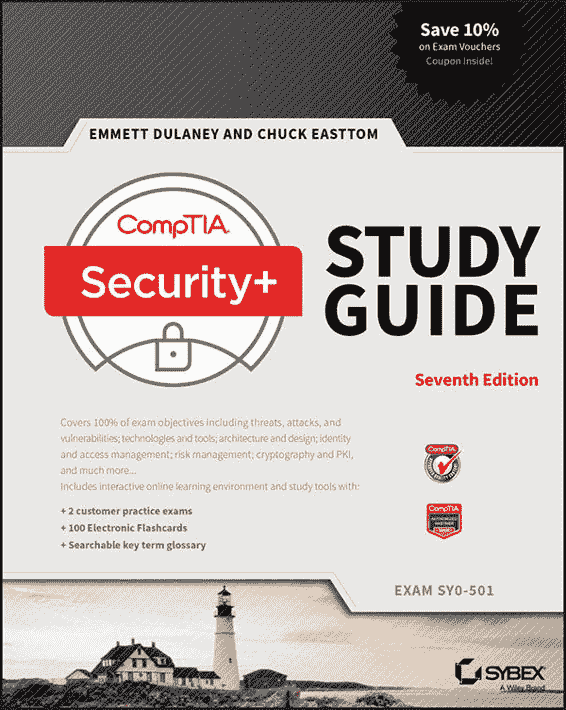 Save 10%
on Exam Vouchers
Coupon Inside!
EMMETT DULANEY AND CHUCK EASTTOM
CompTIA
Security+
STUDY
GUIDE
Seventh Edition
Covers 100% of exam objectives including threats, attacks, and
vulnerabilities; technologies and tools; architecture and design; identity
and access management; risk management; cryptography and PKI,
and much more...
Includes interactive online learning environment and study tools with:
+ 2 customer practice exams
+ 100 Electronic Flashcards
+ Searchable key term glossary
CompTIA
CompTIA
EXAM SY0-501
SYBEX
A Wiley Brand